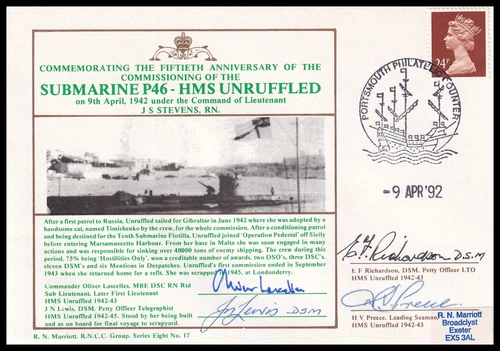 COMMEMORATING THE FIFTIETH ANNIVERSARY OF THE
COMMISSIONING OF THE
SUBMARINE P46 - HMS UNRUFFLED
on 9th April, 1942 under the Command of Lieutenant
J S STEVENS, RN.
After a first patrol to Russia, Unruffled sailed for Gibraltar in June 1942 where she was adopted by a
handsome cat, named Timishenko by the crew, for the whole commission. After a conditioning patrol
and being destined for the Tenth Submarine Flotilla, Unruffled joined 'Operation Pedestal' off Sicily
before entering Marsamxuetto Harbour. From her base in Malta she was soon engaged in many
actions and was responsible for sinking over 40000 tons of enemy shipping. The crew during this
period, 75% being 'Hostilities Only', won a creditable number of awards, two DSO's, three DSC's,
eleven DSM's and six Mentions in Despatches. Unruffled's first commission ended in September
1943 when she returned home for a refit. She was scrapped 1945, at Londonderry.
Commander Oliver Lascelles, MBE DSC RN Rtd
Sub Lieutenant, Later First Lieutenant
HMS Unruffled 1942-43
Oliver Lascelles
J N Lewis, DSM. Petty Officer Telegraphist
HMS Unruffled 1942-45. Stood by her being built
and as on board for final voyage to scrapyard.
J N Lewis DSM
R. N. Marriott, R.N.C.C. Group. Series Eight No. 17
24P
PORTSMOUTH PHILATELIC COUNTER
-9 APR '92
E F Richardson D.S.M
E F Richardson, DSM. Petty Officer LTO
HMS Unruffled 1942-43
H V Preece
H V Preece, Leading Seaman
HMS Unruffled 1942-43
R. N. Marriott
Broadclyst
Exeter
EX5 3AL